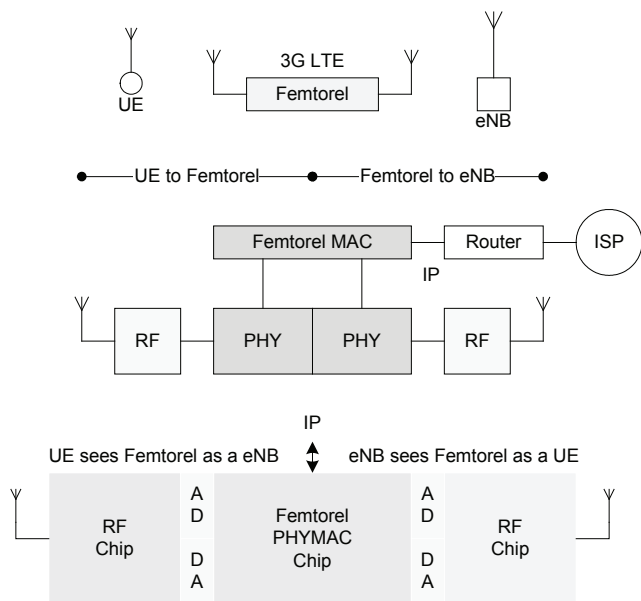 3G LTE
UE
Femtorel
eNB
UE to Femtorel
Femtorel to eNB
Femtorel MAC
Router
ISP
IP
RF
PHY
PHY
RF
IP
UE sees Femtorel as a eNB
eNB sees Femtorel as a UE
RF
Chip
A
D
D
A
Femtorel
PHYMAC
Chip
A
D
D
A
RF
Chip